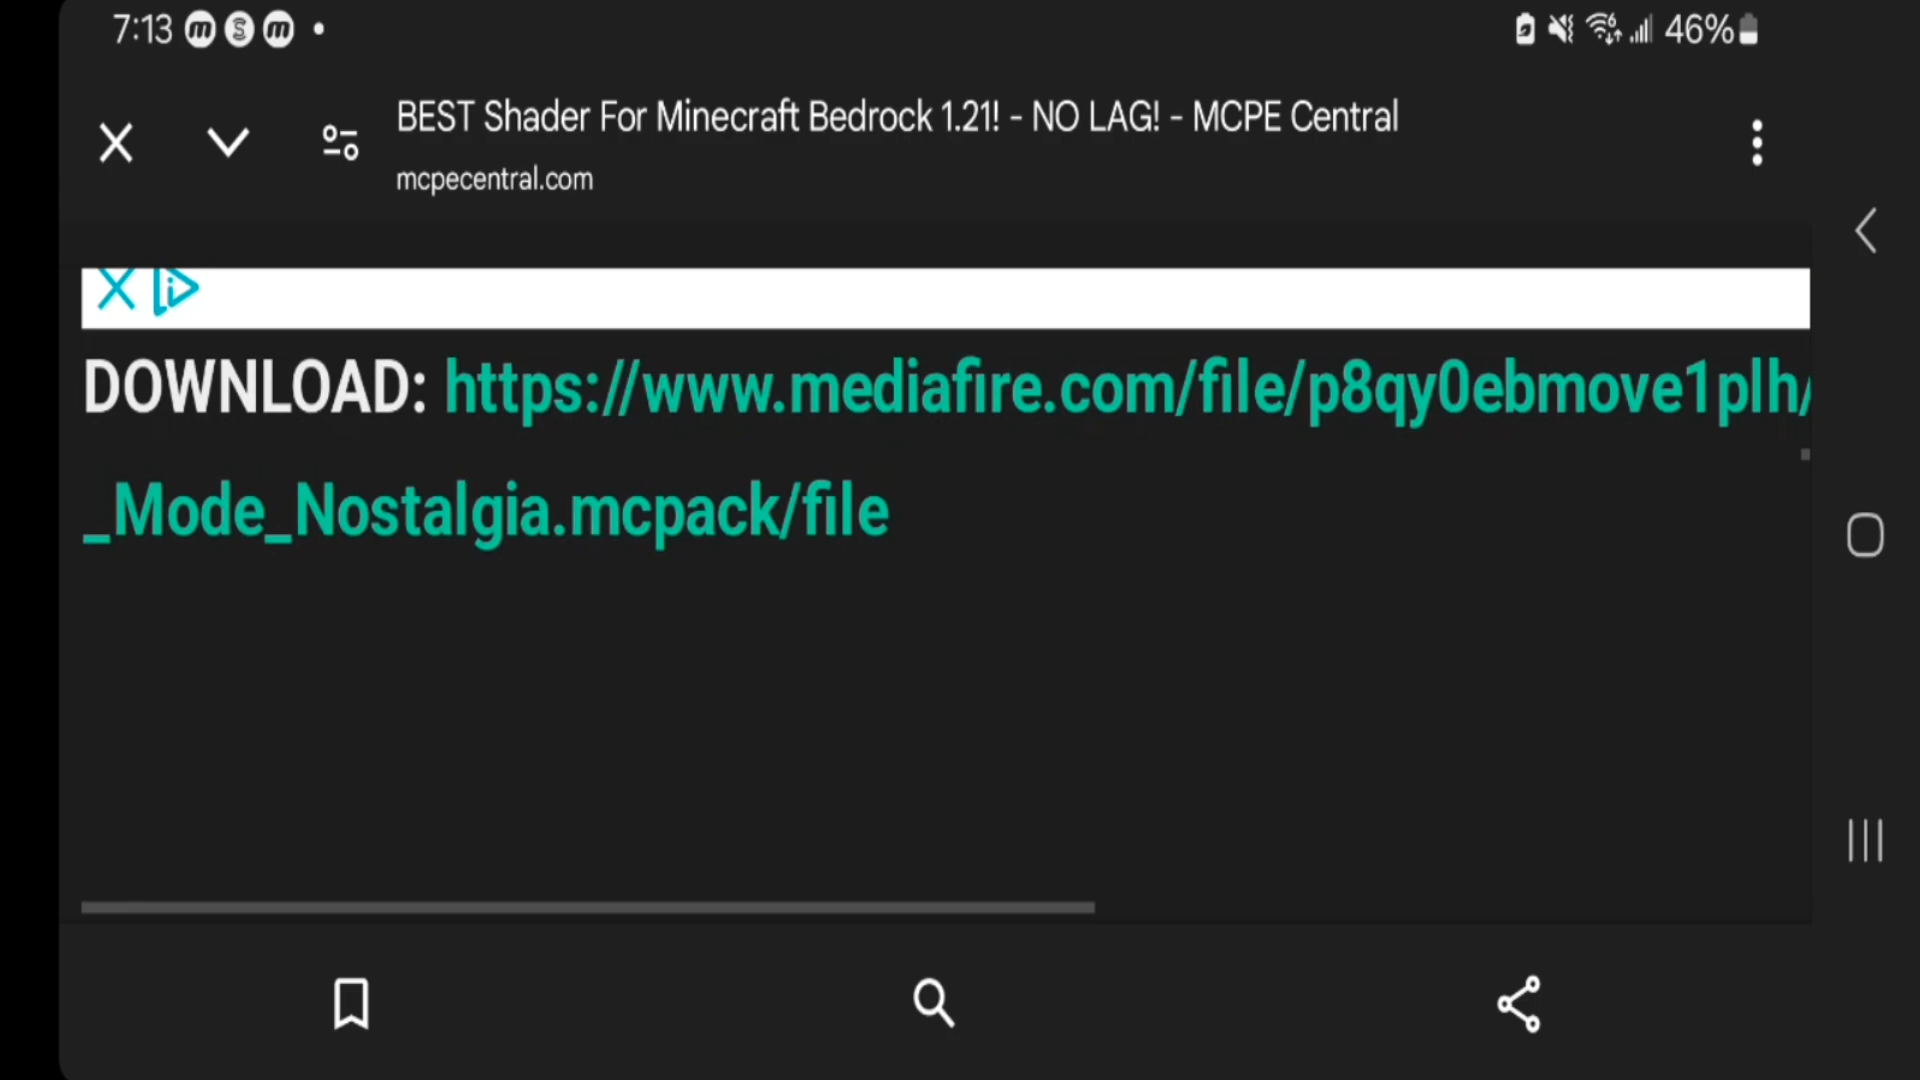 7:13
46%
BEST Shader For Minecraft Bedrock 1.21! - NO LAG! - MCPE Central
mcpecentral.com
DOWNLOAD: https://www.mediafire.com/file/p8qy0ebmove1plh/
_Mode_Nostalgia.mcpack/file